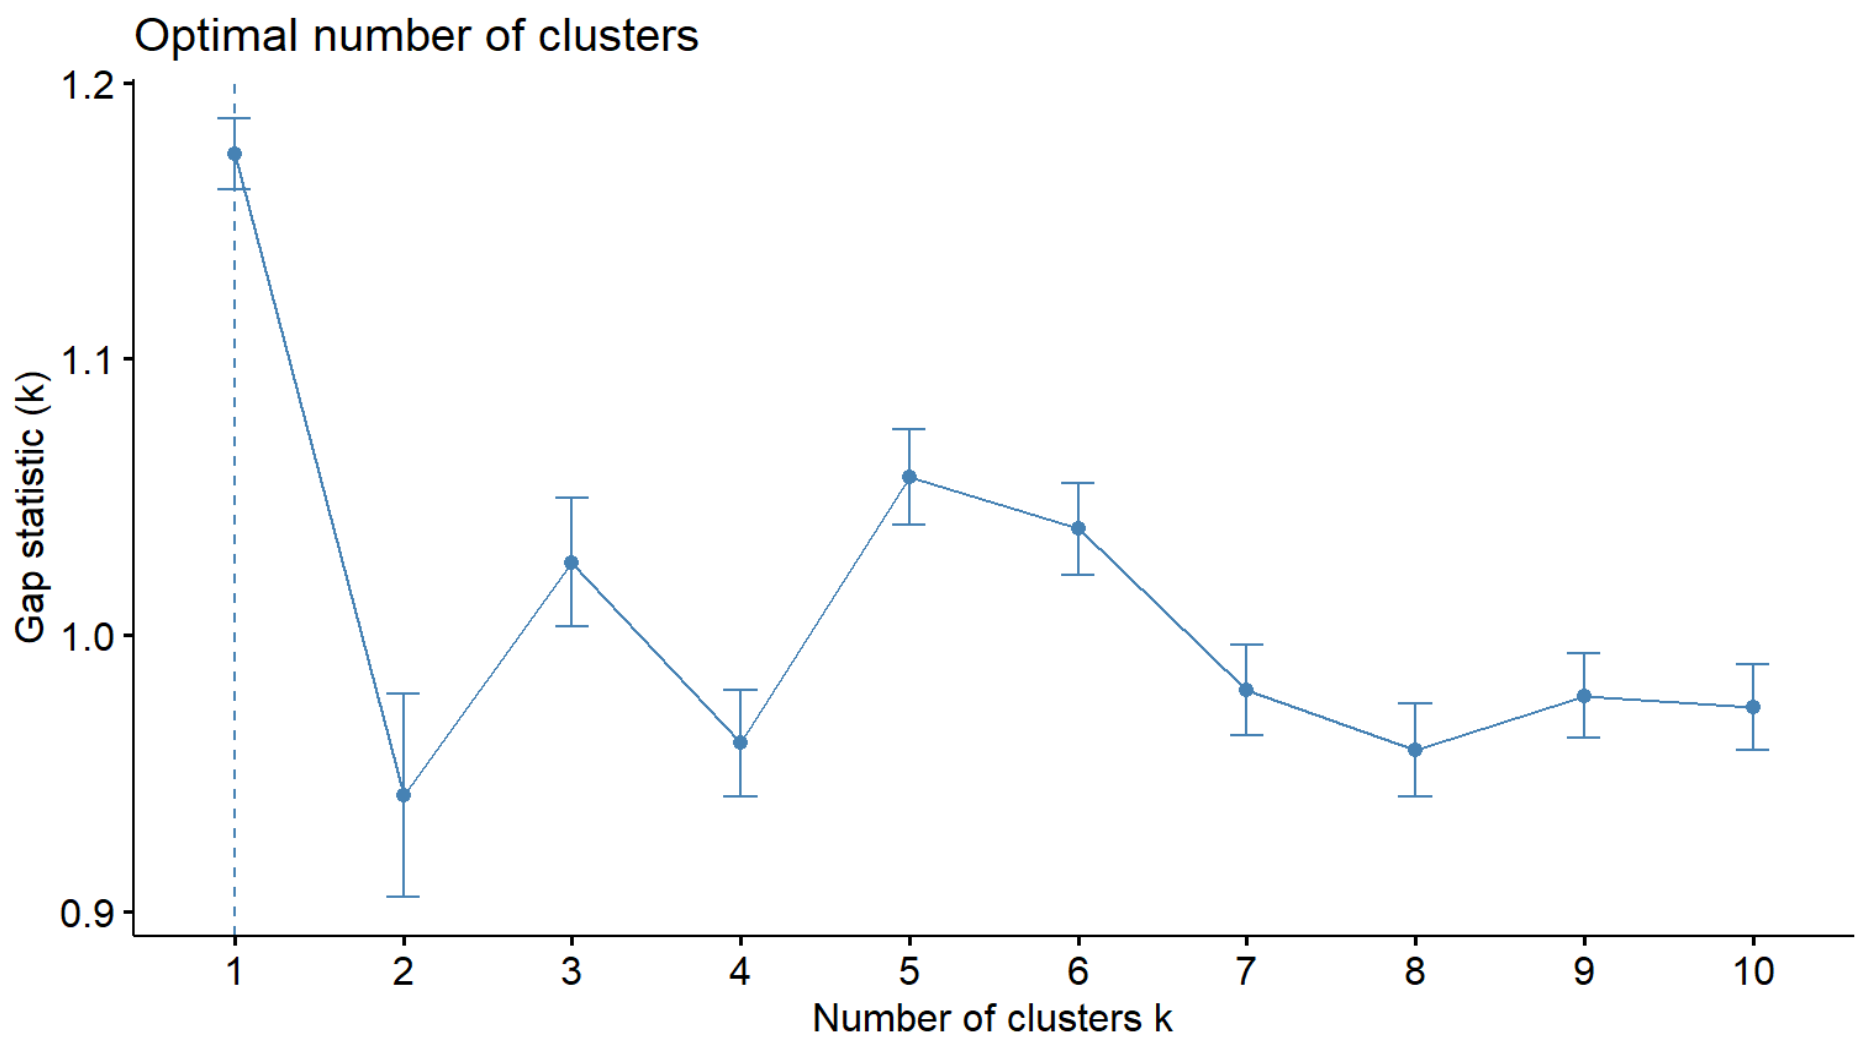 Optimal number of clusters
1.2
1.1
1.0
0.9
Gap statistic (k)
1 2 3 4 5 6 7 8 9 10
Number of clusters k